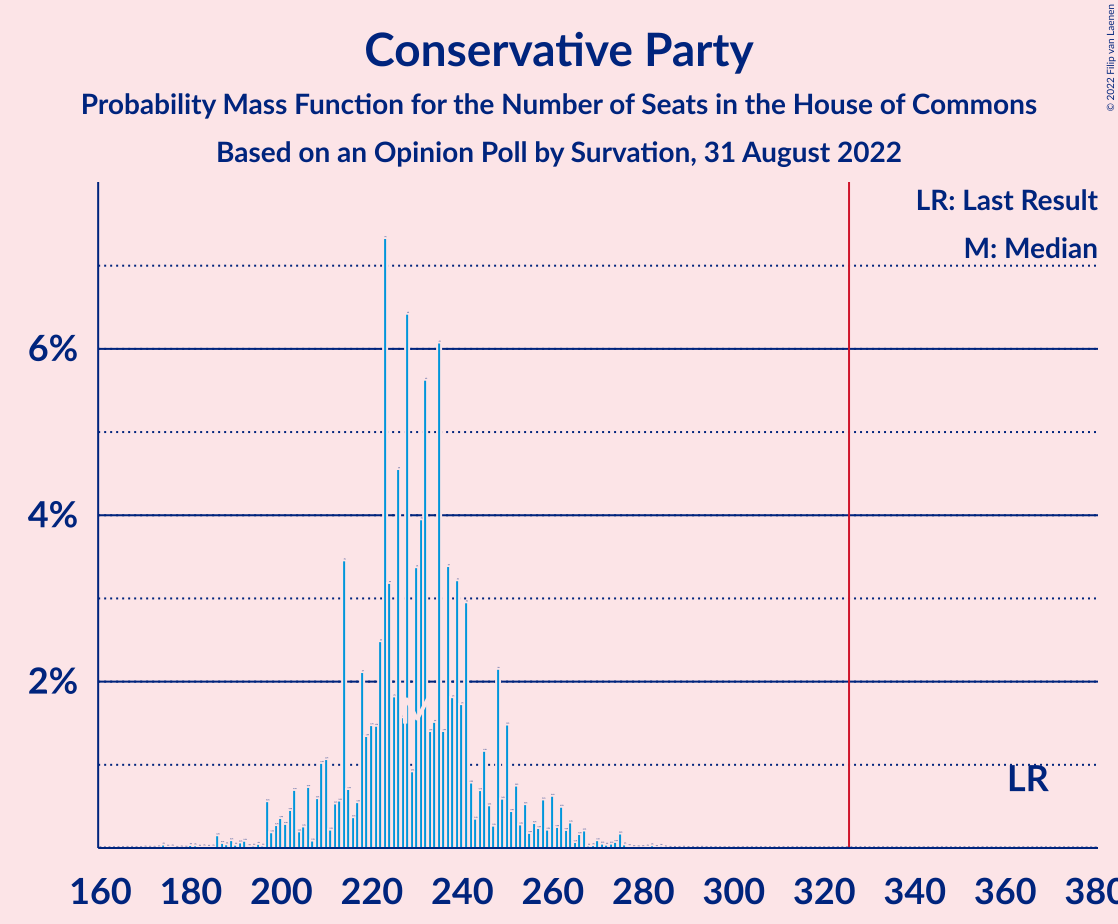 Conservative Party
Probability Mass Function for the Number of Seats in the House of Commons
Based on an Opinion Poll by Survation, 31 August 2022
© 2022 Filip van Laenen
LR: Last Result
M: Median
6%
4%
2%
LR
160 180 200 220 240 260 280 300 320 340 360 380